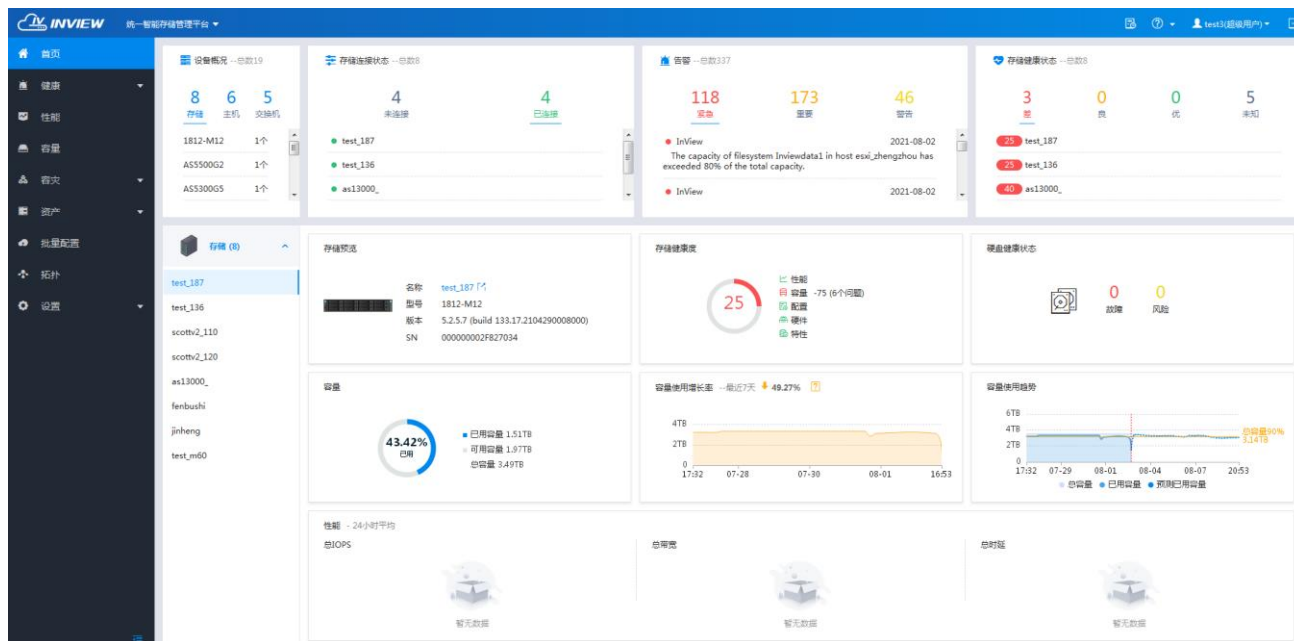 INVIEW 统一智能存储管理平台
test3(超级用户)
首页
健康
性能
容量
容灾
资产
批量配置
拓扑
设置
设备概况 --总数19
8 6 5
存储 主机 交换机
1812-M12 1个
AS5500G2 1个
AS5300G5 1个
存储连接状态 --总数8
4 4
未连接 已连接
test_187
test_136
as13000_
告警 --总数337
118 173 46
紧急 重要 警告
InView 2021-08-02
The capacity of filesystem Inviewdata1 in host esxi_zhengzhou has
exceeded 80% of the total capacity.
InView 2021-08-02
存储健康状态 --总数8
3 0 0 5
差 良 优 未知
25 test_187
25 test_136
40 as13000_
存储 (8)
test_187
test_136
scottv2_110
scottv2_120
as13000_
fenbushi
jinheng
test_m60
存储预览
名称 test_187
型号 1812-M12
版本 5.2.5.7 (build 133.17.2104290008000)
SN 000000002F827034
存储健康度
25
性能
容量 -75 (6个问题)
配置
硬件
特性
硬盘健康状态
0 0
故障 风险
容量
43.42%
已用
已用容量 1.51TB
可用容量 1.97TB
总容量 3.49TB
容量使用增长率 --最近7天 49.27%
4TB
2TB
0
17:32 07-28 07-30 08-01 16:53
容量使用趋势
6TB
4TB
2TB
0
总容量90%
3.14TB
17:32 07-29 08-01 08-04 08-07 20:53
总容量 已用容量 预测已用容量
性能 - 24小时平均
总IOPS 总带宽 总时延
暂无数据 暂无数据 暂无数据